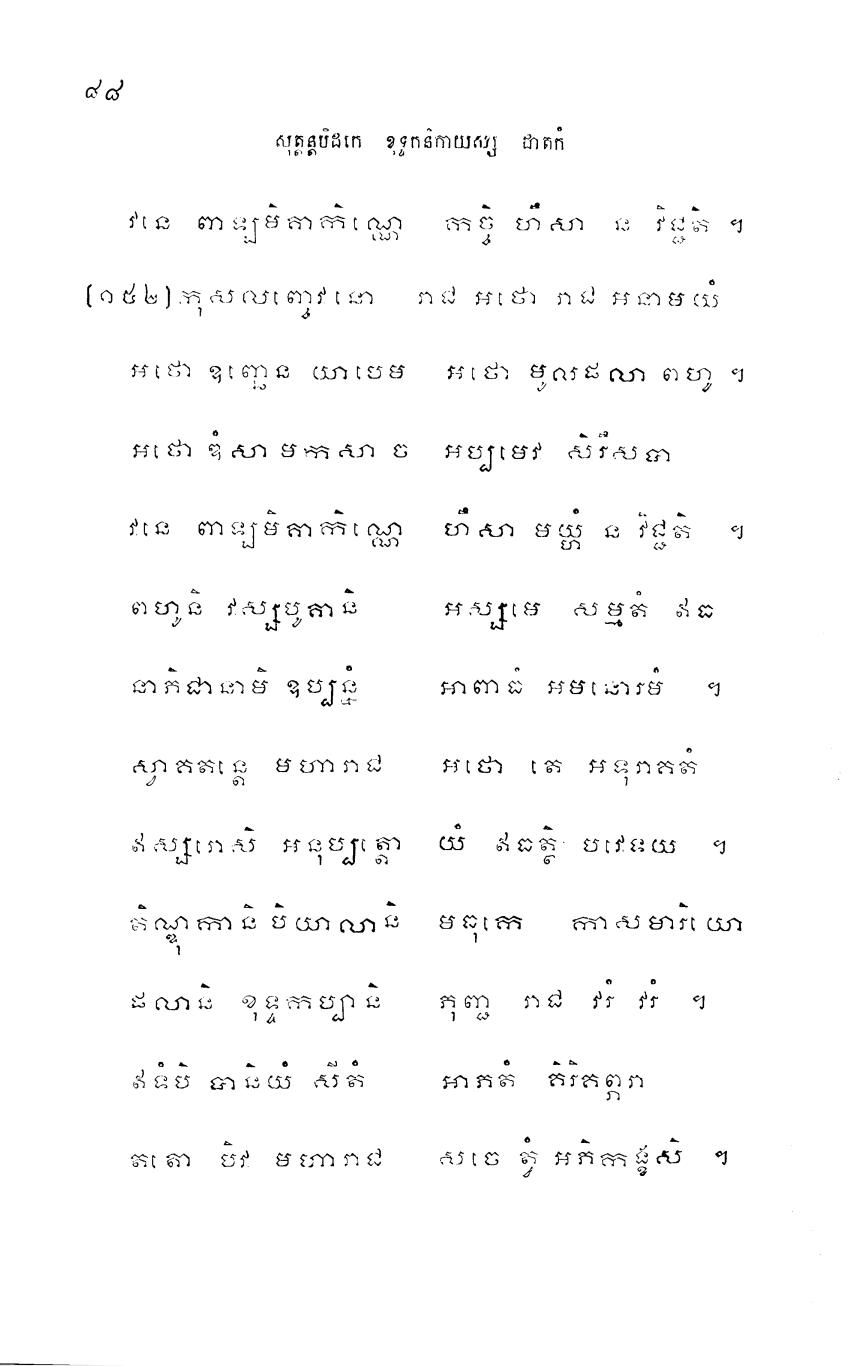 ៨៨
សុត្តន្តបិដកេ ខុទ្ទកនិកាយស្ស ជាតកំ
វនេ ពាឡមិគាកិណ្ណេ កច្ចិ ហឹសា ន វិជ្ជតិ ។
(១៥២) កុសលញ្ចេវ នោ រាជ អថោ រាជ អនាមយំ
អថោ ឧញ្ឆេន យាបេម អថោ មូលផលា ពហូ ។
អថោ ឌំសា មកសា ច អប្បមេវ សិរឹសបា
វនេ ពាឡមិគាកិណ្ណេ ហឹសា មយ្ហំ ន វិជ្ជតិ ។
ពហូនិ វស្សបូគានិ អស្សមេ សម្មតំ ឥធ
នាភិជានាមិ ឧប្បន្នំ អាពាធំ អមនោរមំ ។
ស្វាគតន្តេ មហារាជ អថោ តេ អទុរាគតំ
ឥស្សរោសិ អនុប្បត្តោ យំ ឥធត្ថិ បវេទយ ។
តិណ្ឌុកានិ បិយាលានិ មធុកេ កាសមារិយោ
ផលានិ ខុទ្ទកប្បានិ ភុញ្ជ រាជ វរំ វរំ ។
ឥទំបិ បានិយំ សីតំ អាភតំ គិរិគព្ភរា
តតោ បិវ មហារាជ សចេ ត្វំ អភិកង្ខសិ ។